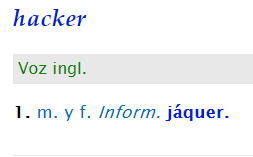 hacker
Voz ingl.
1. m. y f. Inform. jáquer.